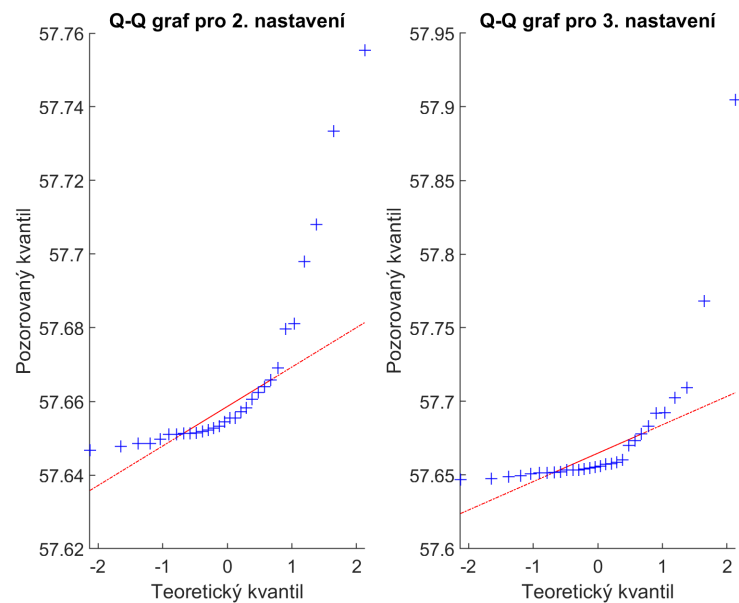 Q-Q graf pro 2. nastavení
57.76
57.74
57.72
57.7
57.68
57.66
57.64
57.62
Pozorovaný kvantil
-2 -1 0 1 2
Teoretický kvantil
Q-Q graf pro 3. nastavení
57.95
57.9
57.85
57.8
57.75
57.7
57.65
57.6
Pozorovaný kvantil
-2 -1 0 1 2
Teoretický kvantil